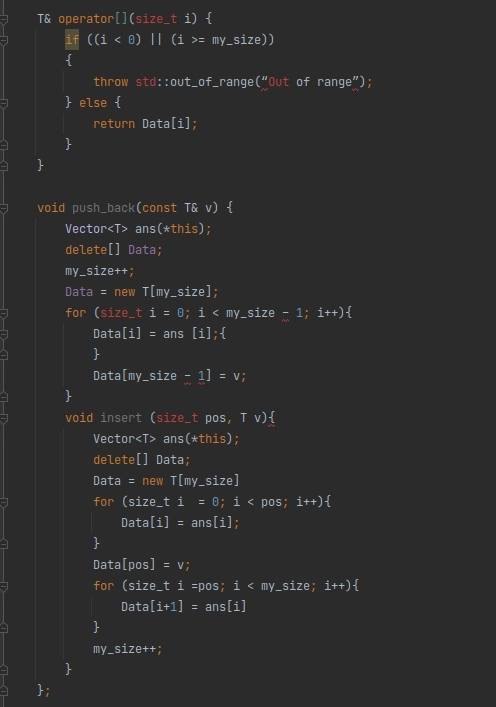 T& operator[](size_t i) {
if ((i < 0) || (i >= my_size))
{
throw std::out_of_range(“Out of range”);
} else {
return Data[i];
}
}
void push_back(const T& v) {
Vector<T> ans(*this);
delete[] Data;
my_size++;
Data = new T[my_size];
for (size_t i = 0; i < my_size – 1; i++){
Data[i] = ans [i];{
}
Data[my_size – 1] = v;
}
void insert (size_t pos, T v){
Vector<T> ans(*this);
delete[] Data;
Data = new T[my_size]
for (size_t i  = 0; i < pos; i++){
Data[i] = ans[i];
}
Data[pos] = v;
for (size_t i =pos; i < my_size; i++){
Data[i+1] = ans[i]
}
my_size++;
}
};